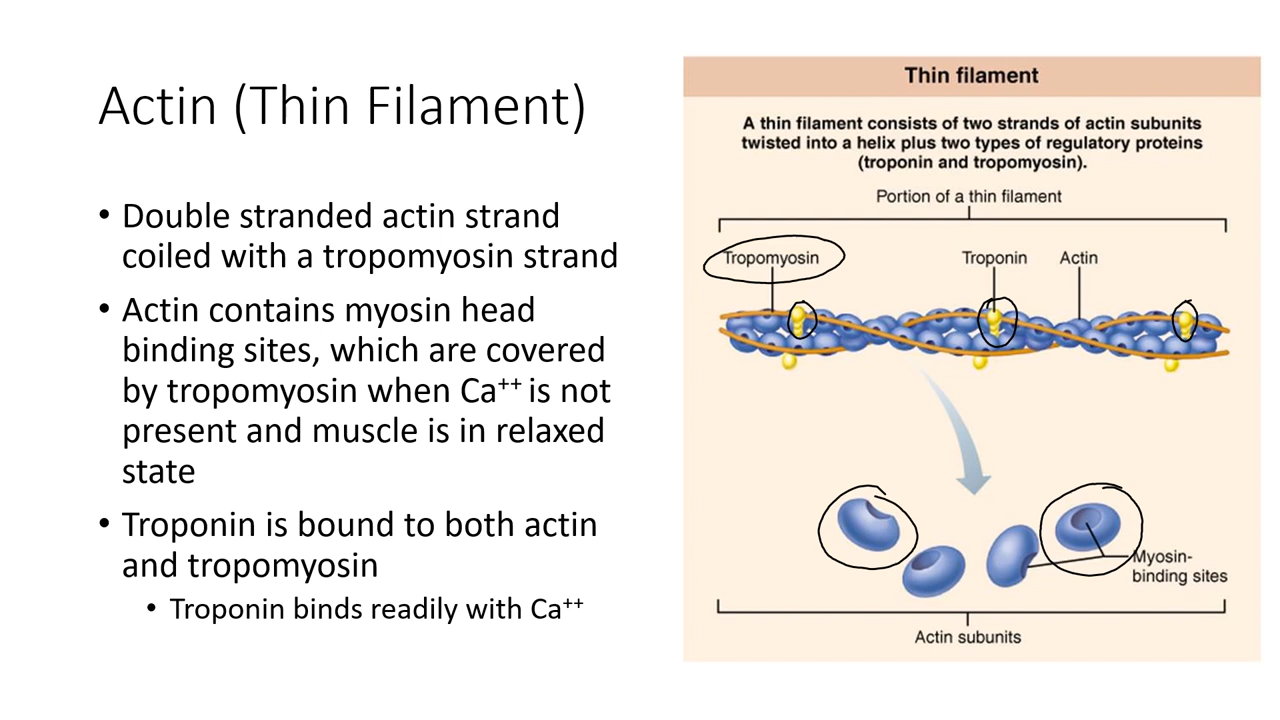 Actin (Thin Filament)
• Double stranded actin strand
coiled with a tropomyosin strand
• Actin contains myosin head
binding sites, which are covered
by tropomyosin when Ca⁺⁺ is not
present and muscle is in relaxed
state
• Troponin is bound to both actin
and tropomyosin
• Troponin binds readily with Ca⁺⁺
Thin filament
A thin filament consists of two strands of actin subunits
twisted into a helix plus two types of regulatory proteins
(troponin and tropomyosin).
Portion of a thin filament
Tropomyosin
Troponin
Actin
Myosin-
binding sites
Actin subunits